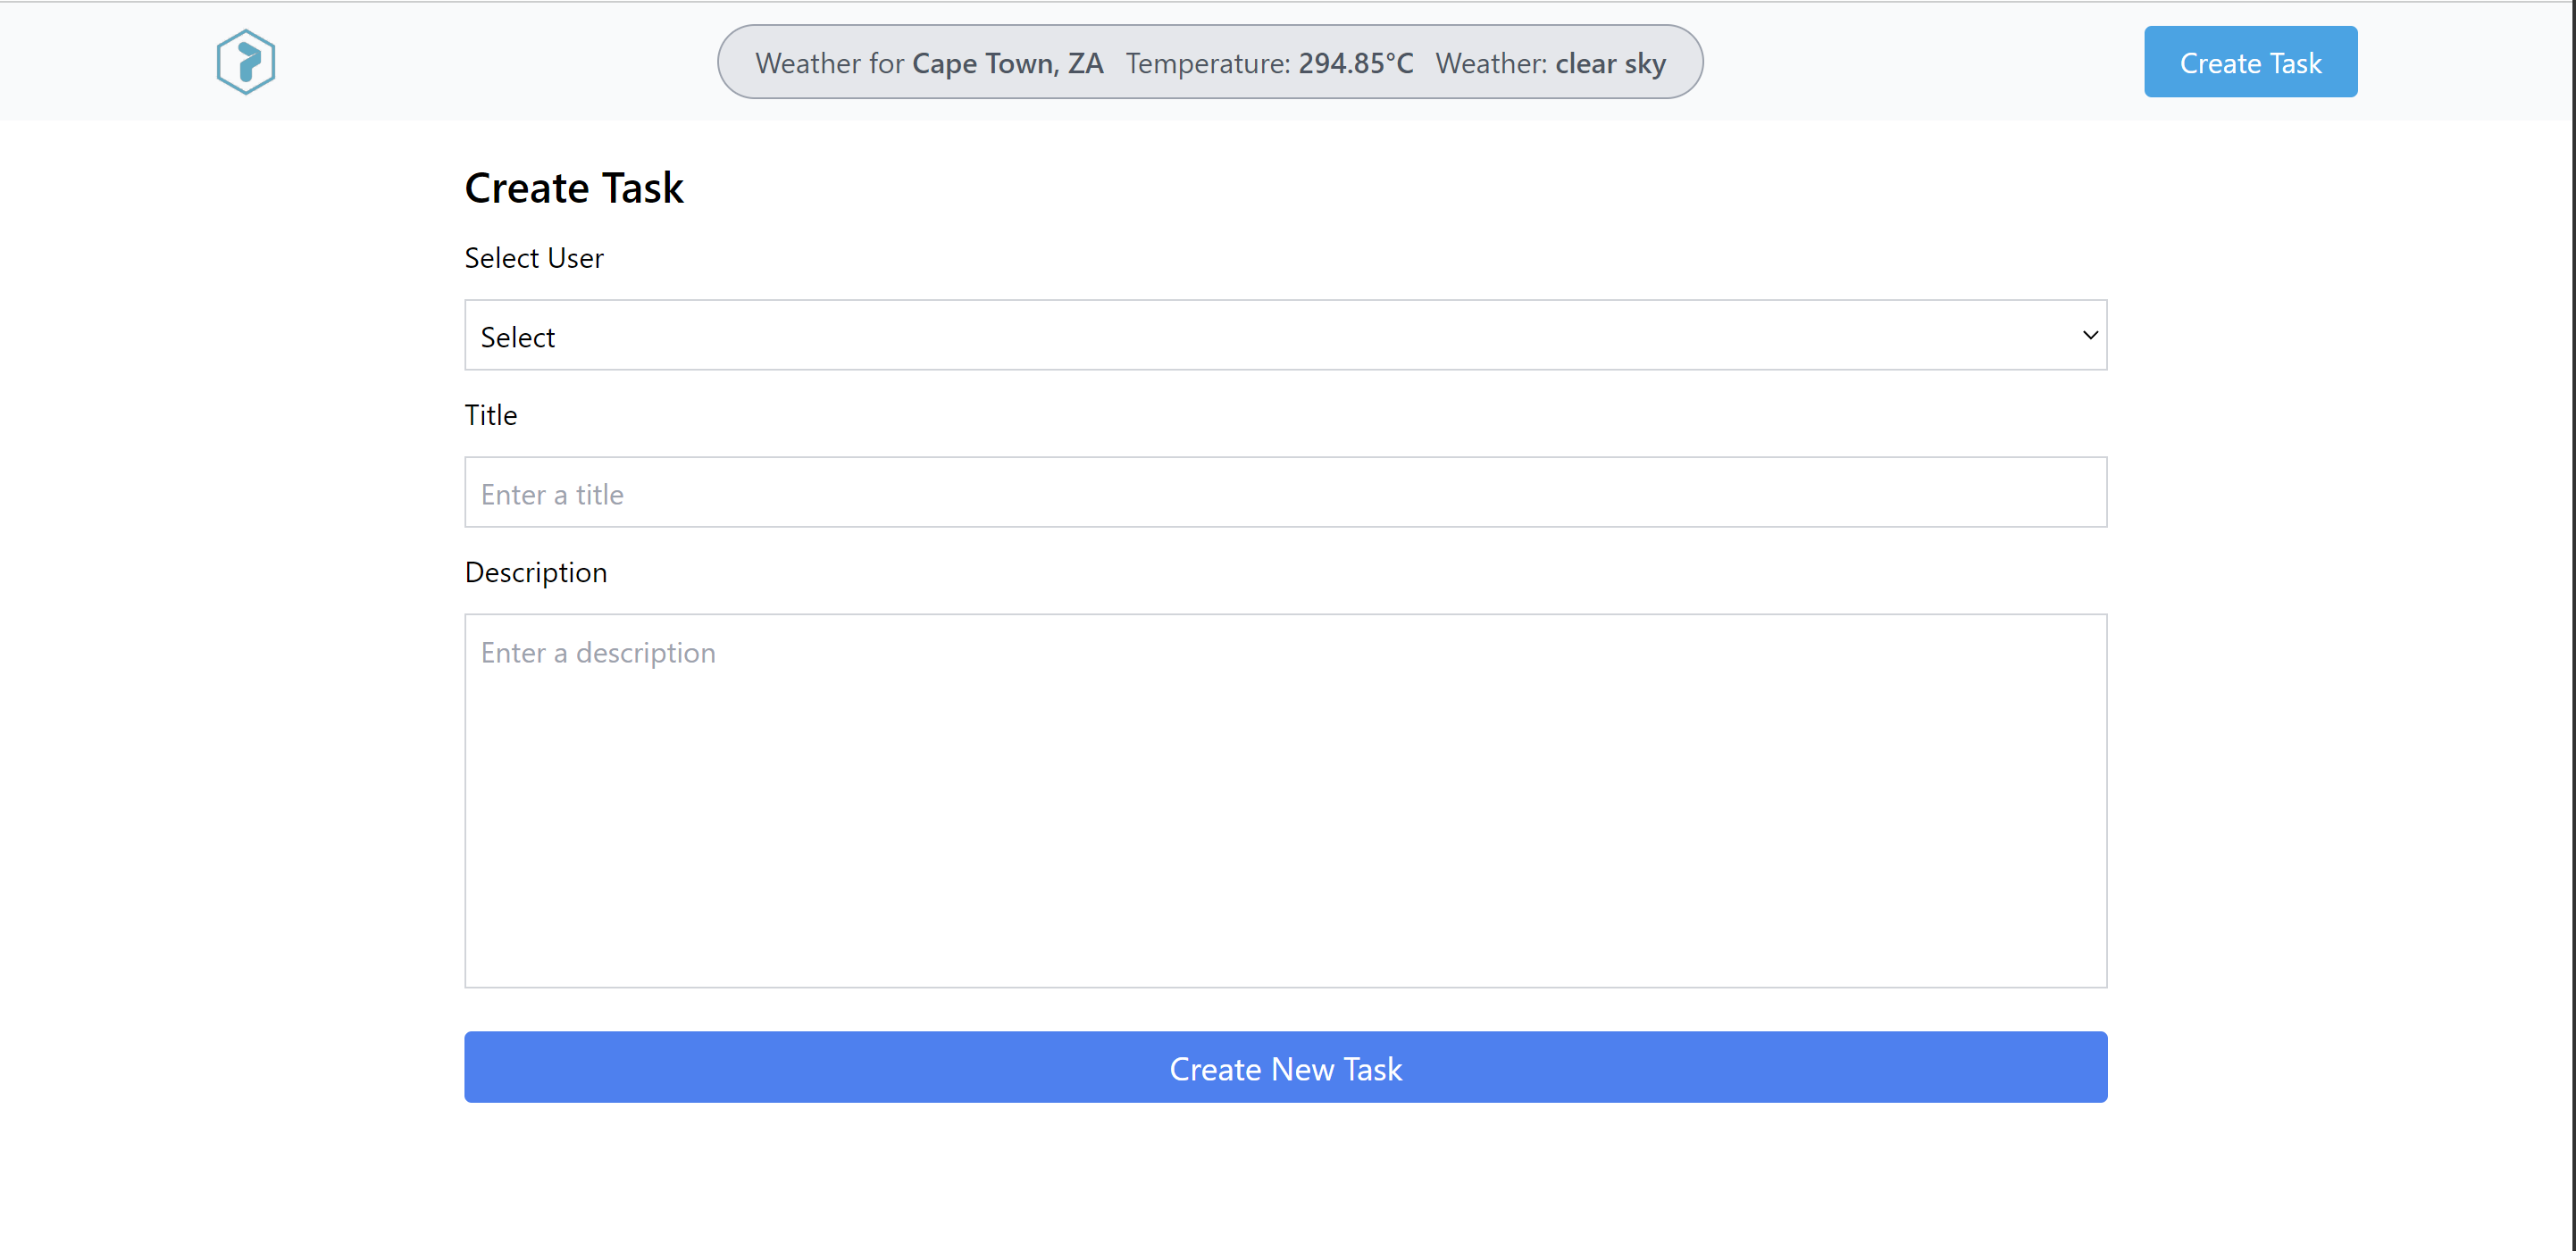 Weather for Cape Town, ZA Temperature: 294.85°C Weather: clear sky
Create Task
Create Task
Select User
Select
Title
Enter a title
Description
Enter a description
Create New Task